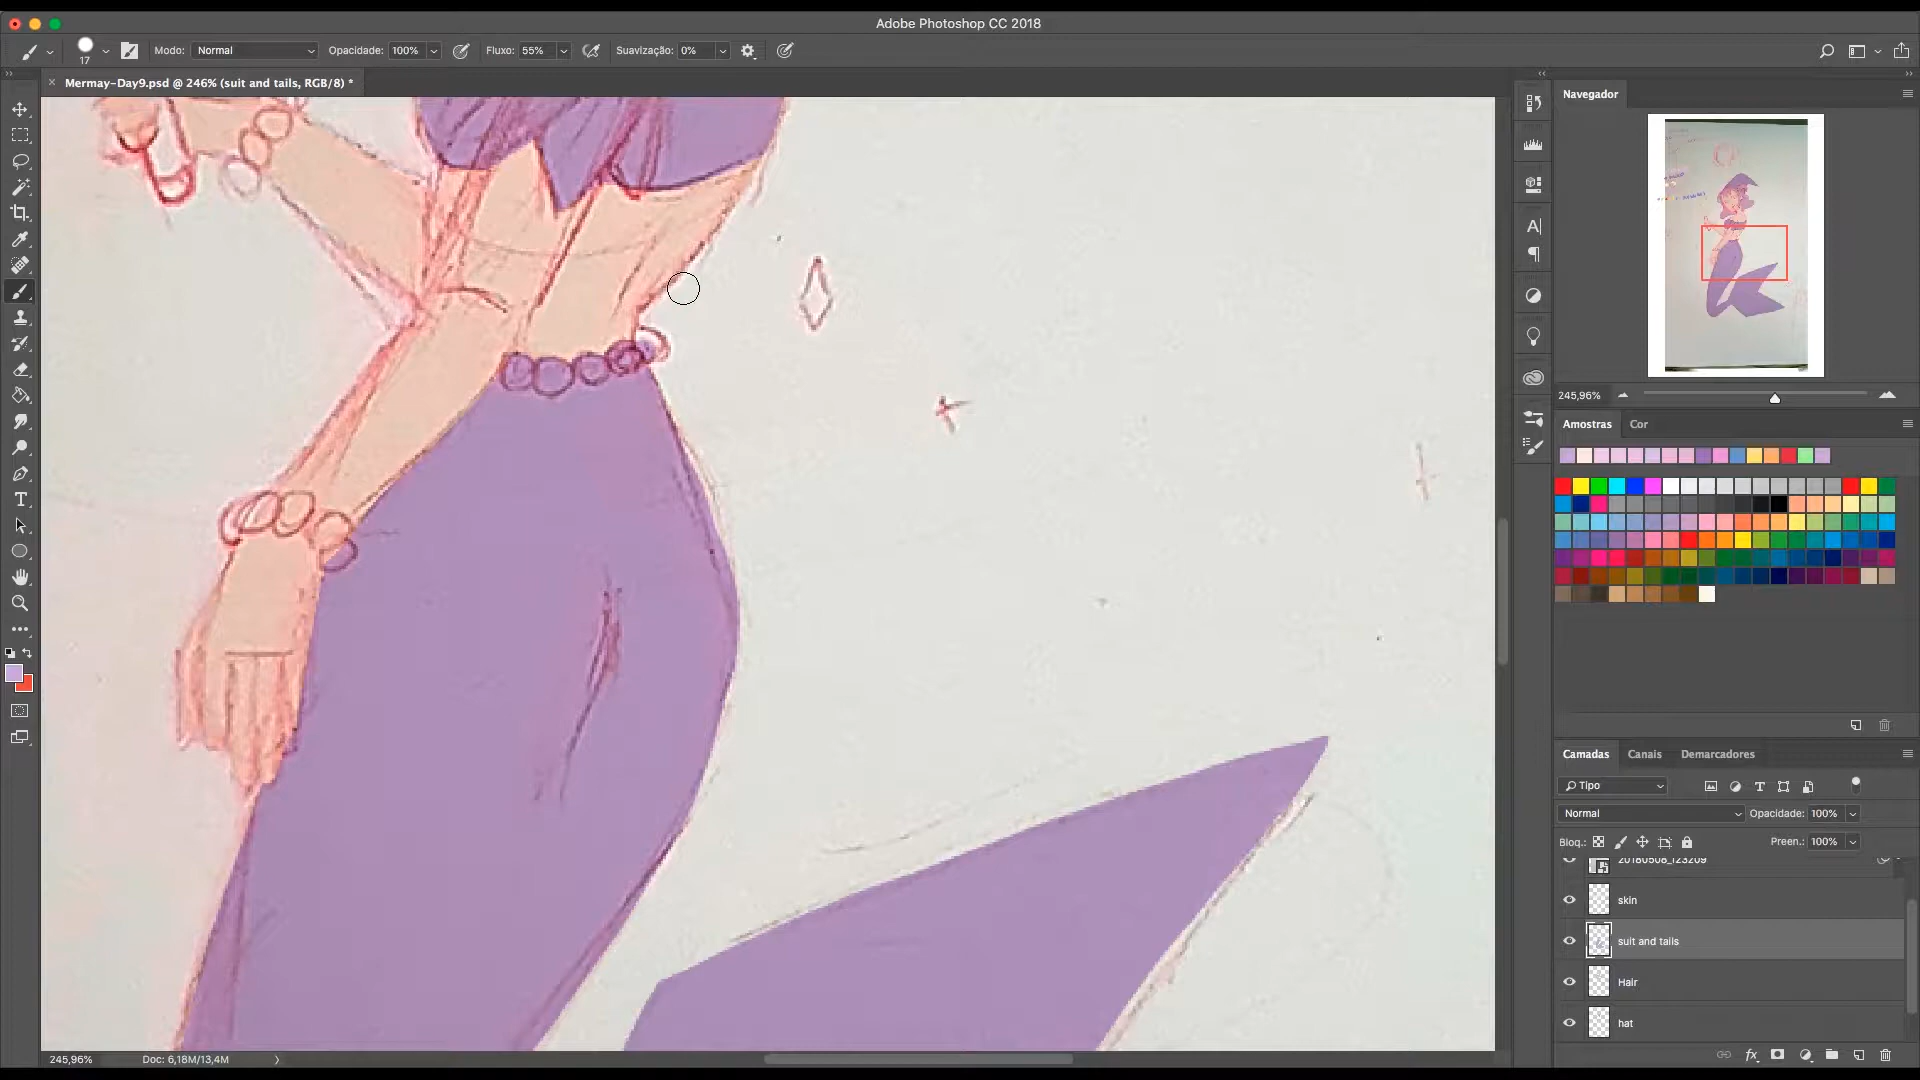 Adobe Photoshop CC 2018
17
Modo: Normal
Opacidade: 100%
Fluxo: 55%
Suavização: 0%
× Mermay-Day9.psd @ 246% (suit and tails, RGB/8) *
Navegador
245,96%
Amostras
Cor
Camadas
Canais
Demarcadores
Tipo
Normal
Opacidade: 100%
Bloq.:
Preen.: 100%
20180508_123209
skin
suit and tails
Hair
hat
245,96%
Doc: 6,18M/13,4M